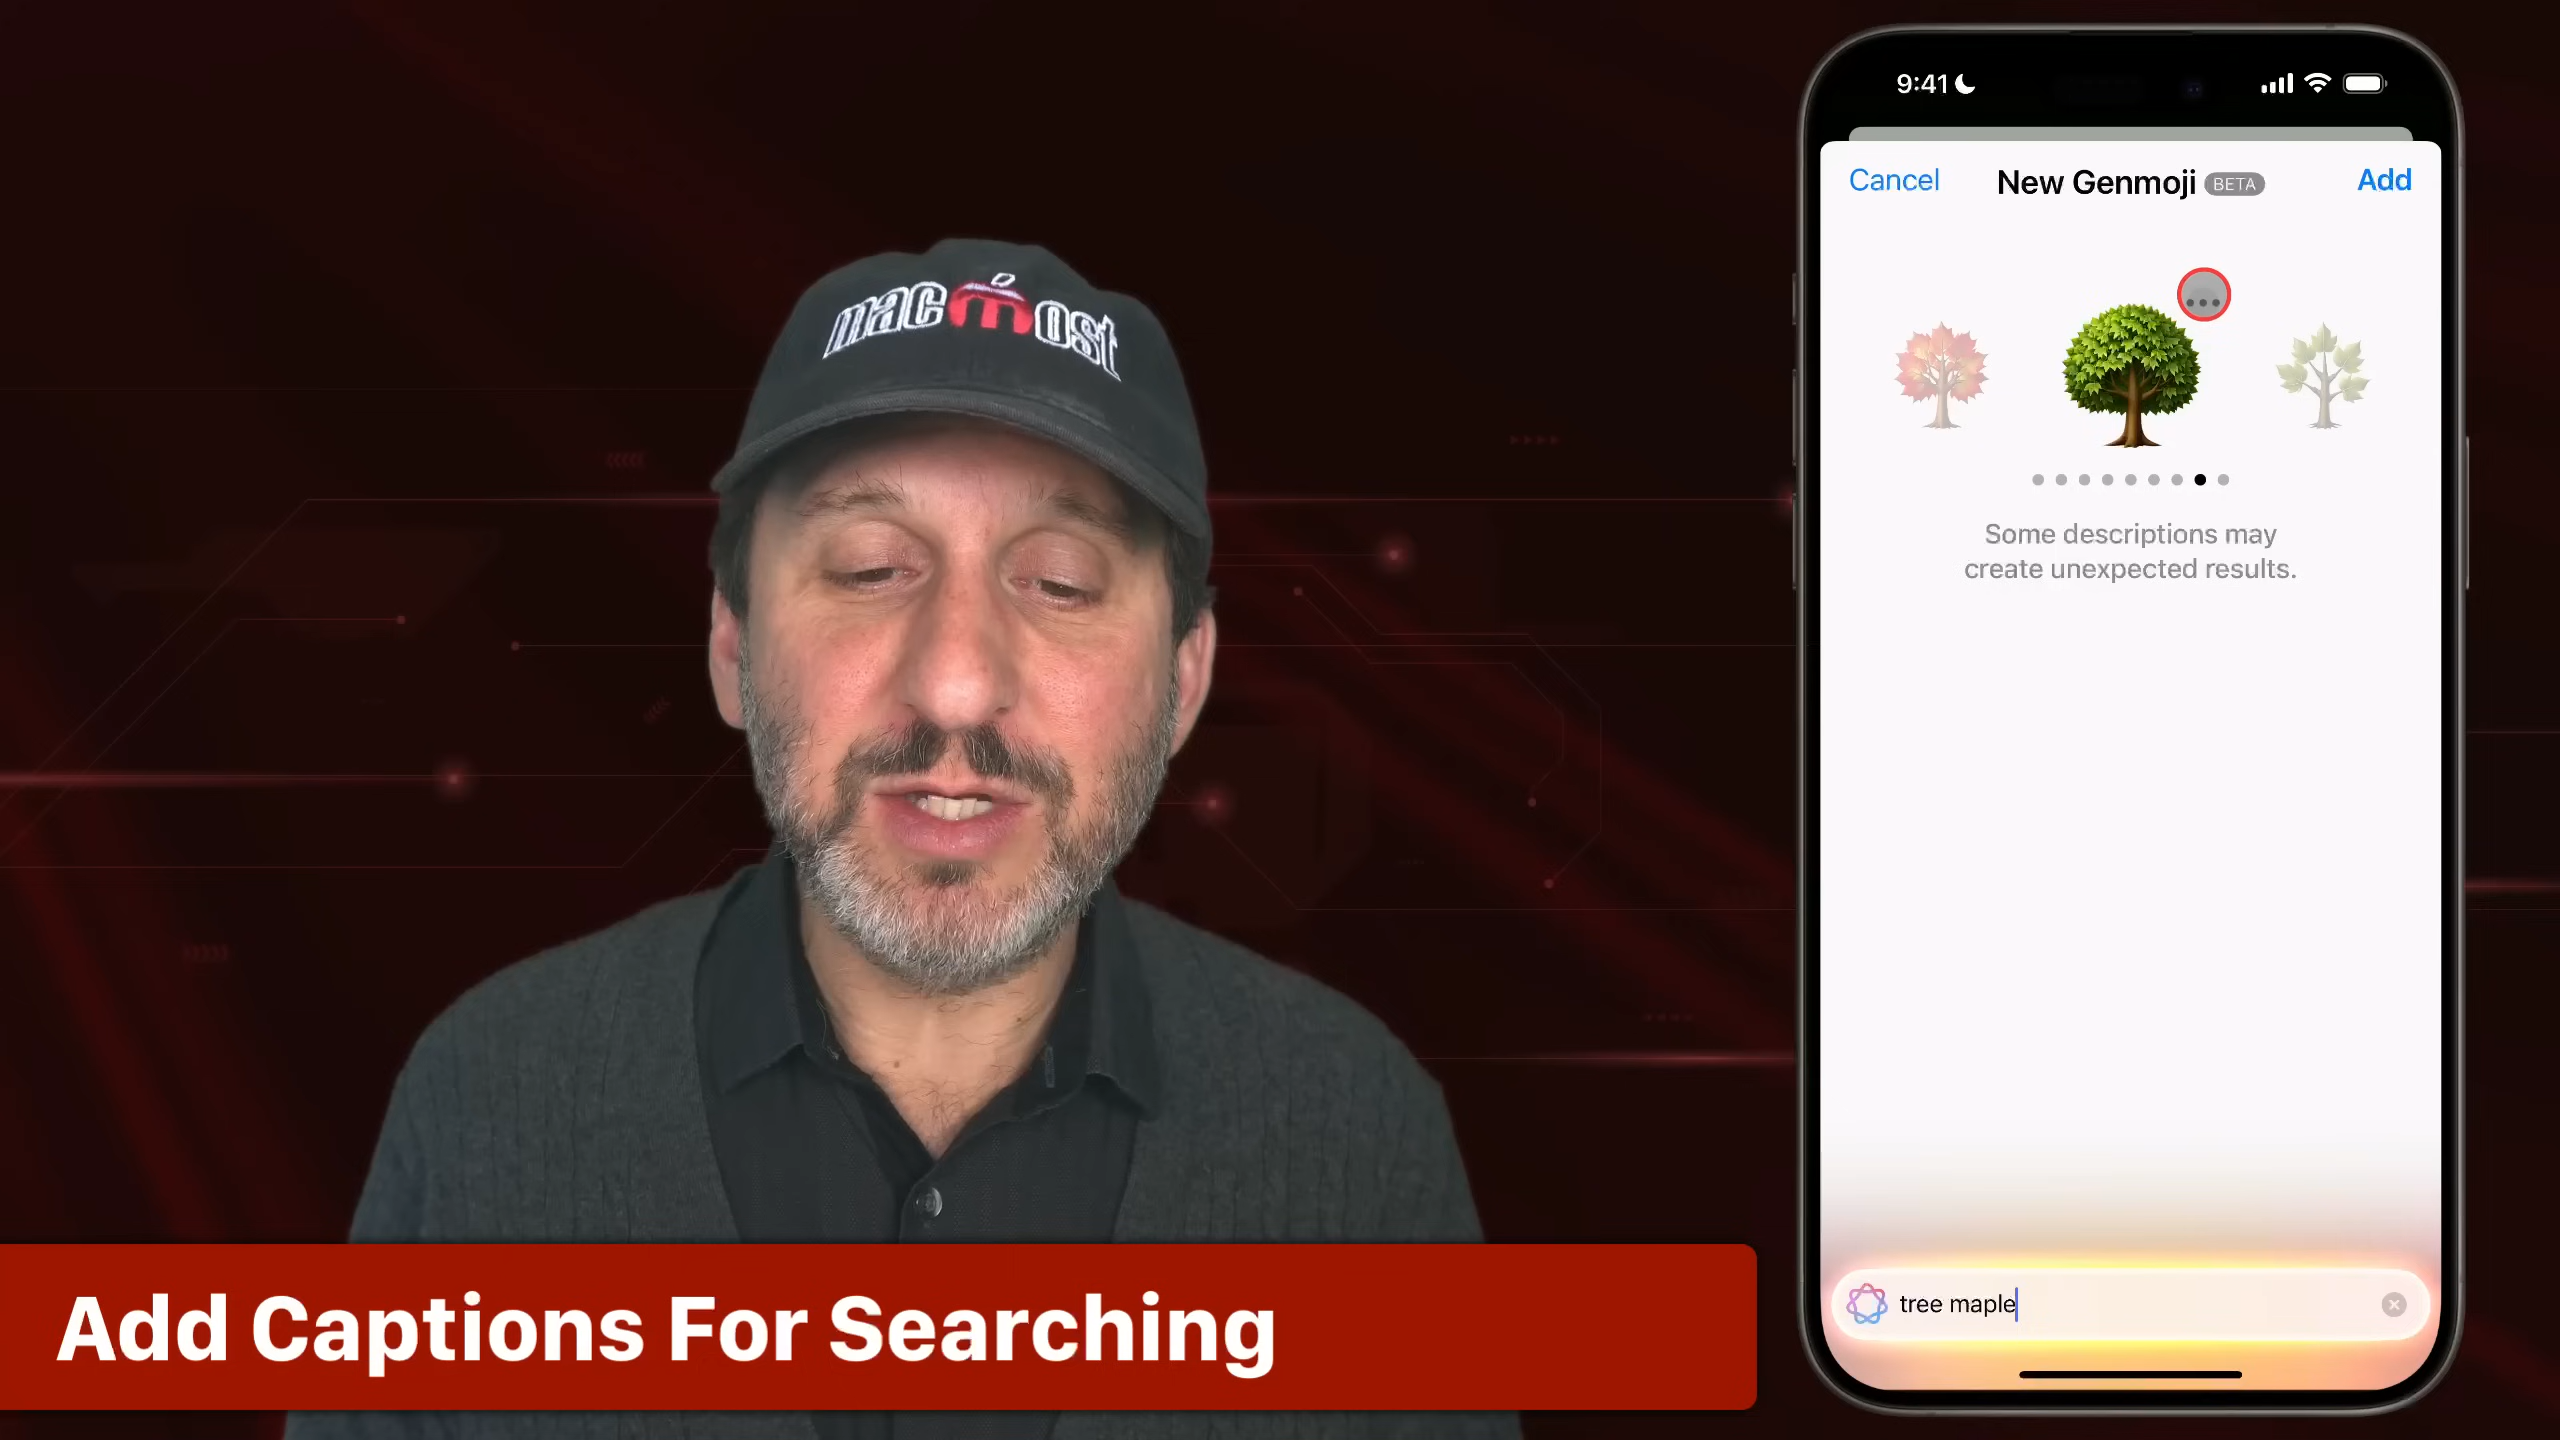 macmost
9:41
Cancel
New Genmoji BETA
Add
Some descriptions may
create unexpected results.
tree maple
Add Captions For Searching